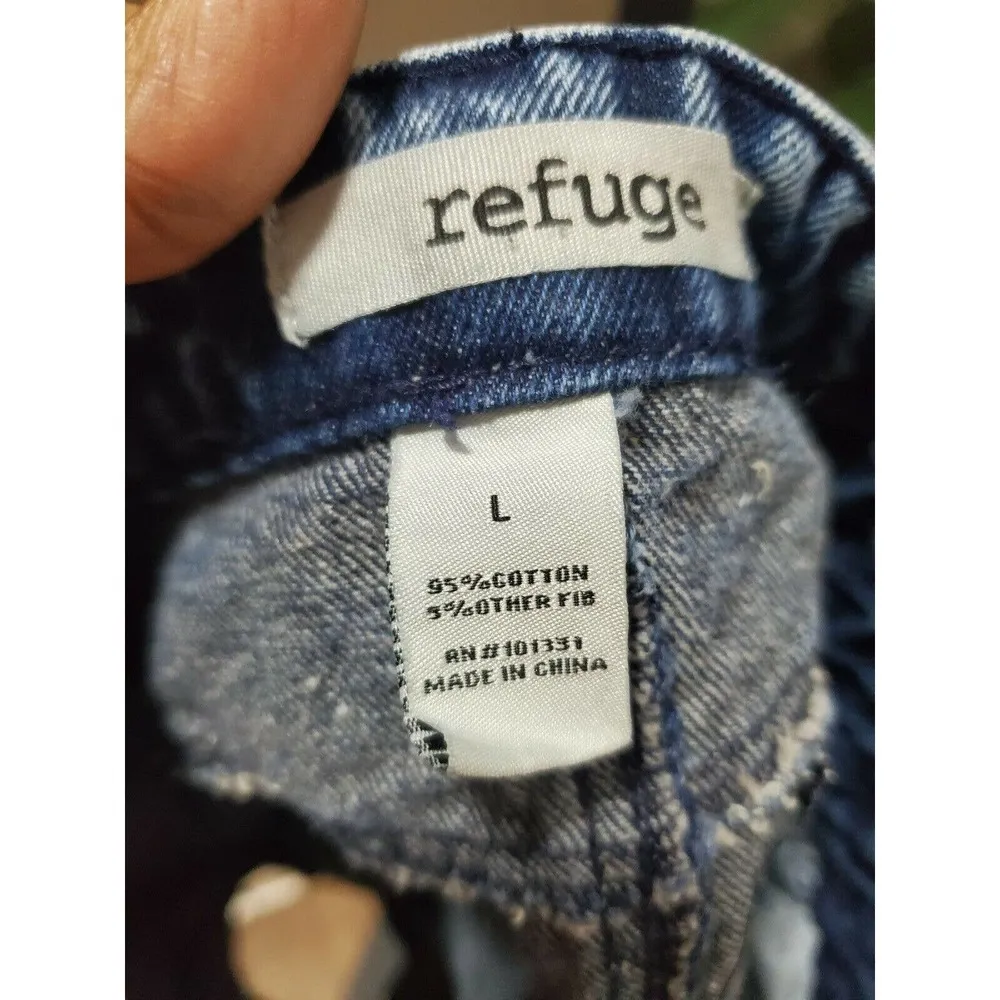 refuge
L
95%COTTON
5%OTHER FIB
RN#101331
MADE IN CHINA